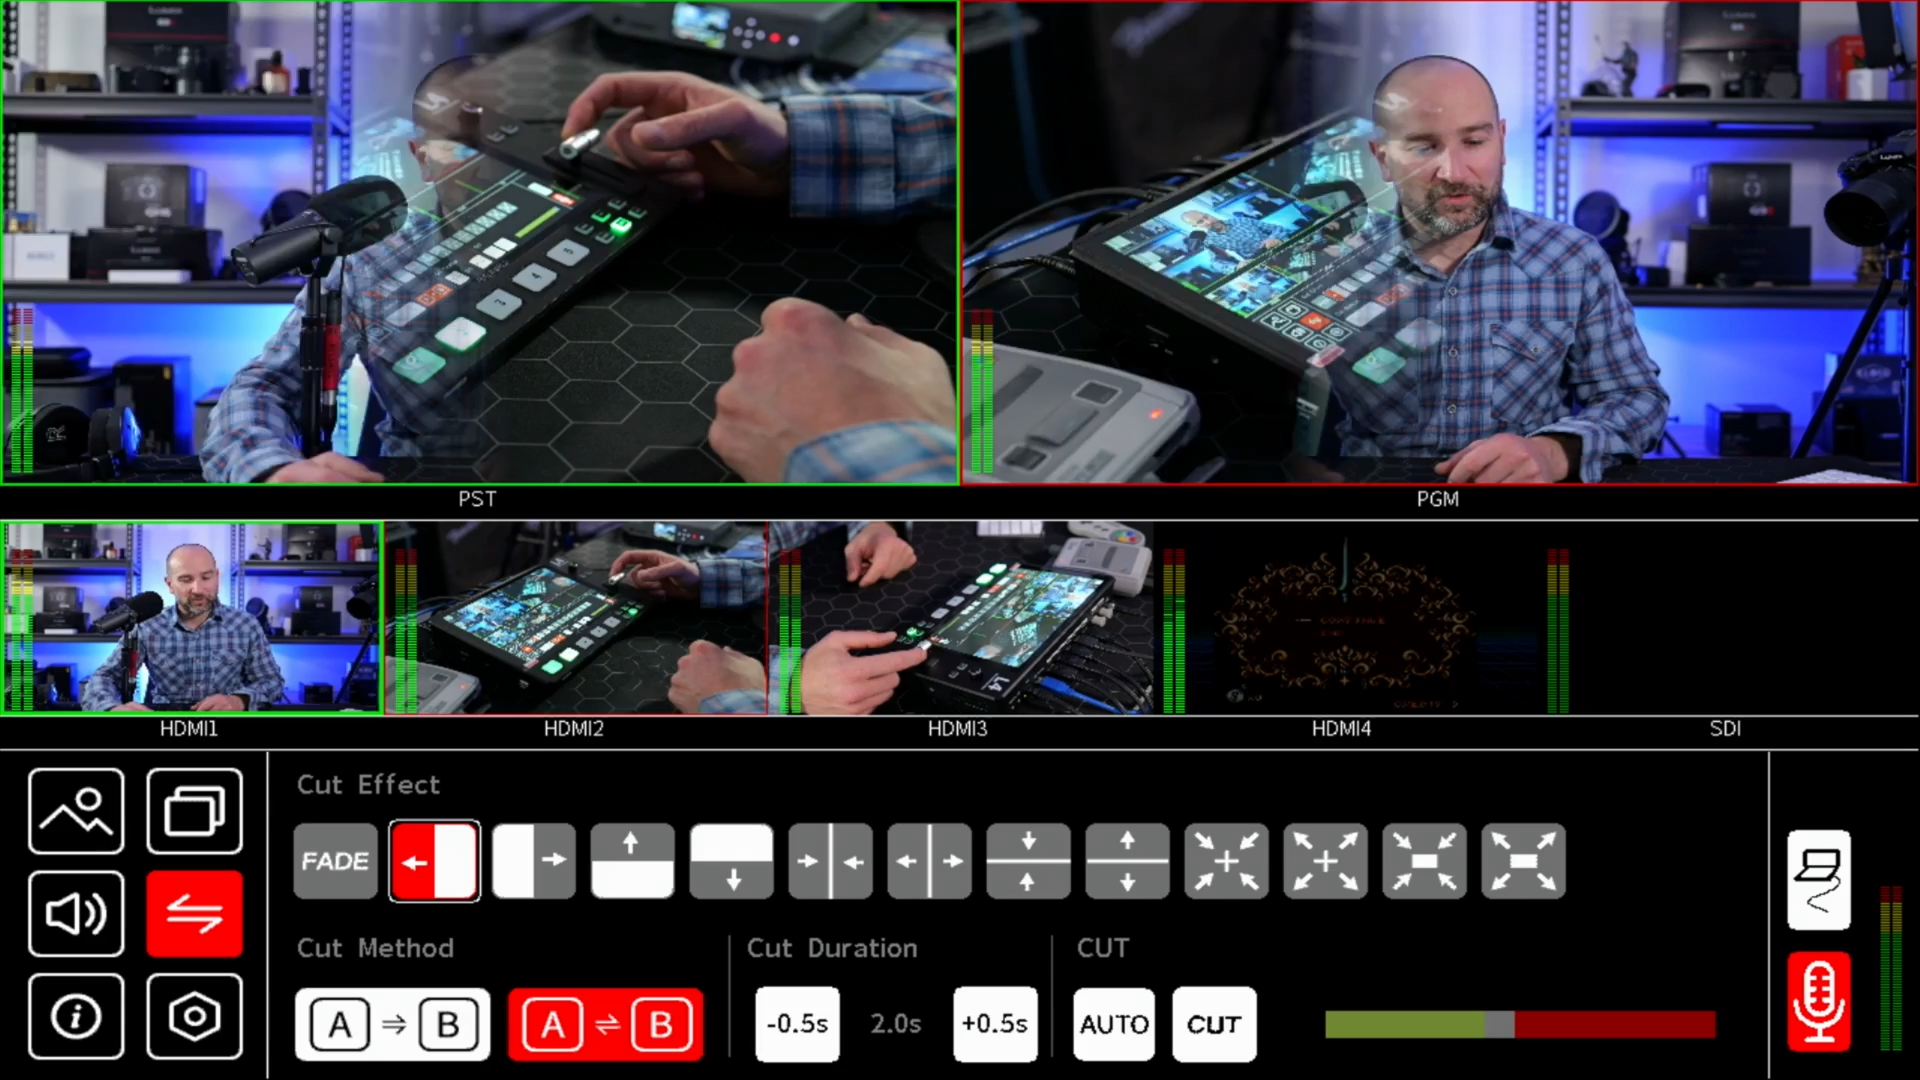 PST
PGM
HDMI1
HDMI2
HDMI3
HDMI4
SDI
Cut Effect
FADE
Cut Method
Cut Duration
CUT
A ⇒ B
A ⇌ B
-0.5s
2.0s
+0.5s
AUTO
CUT